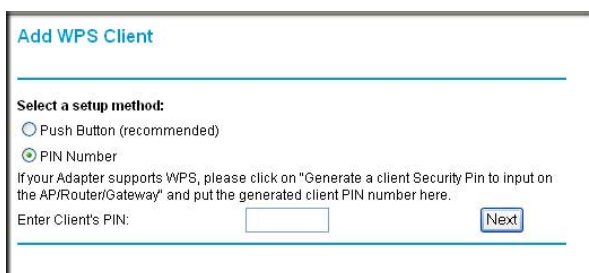 Add WPS Client
Select a setup method:
Push Button (recommended)
PIN Number
If your Adapter supports WPS, please click on "Generate a client Security Pin to input on
the AP/Router/Gateway" and put the generated client PIN number here.
Enter Client's PIN:
Next